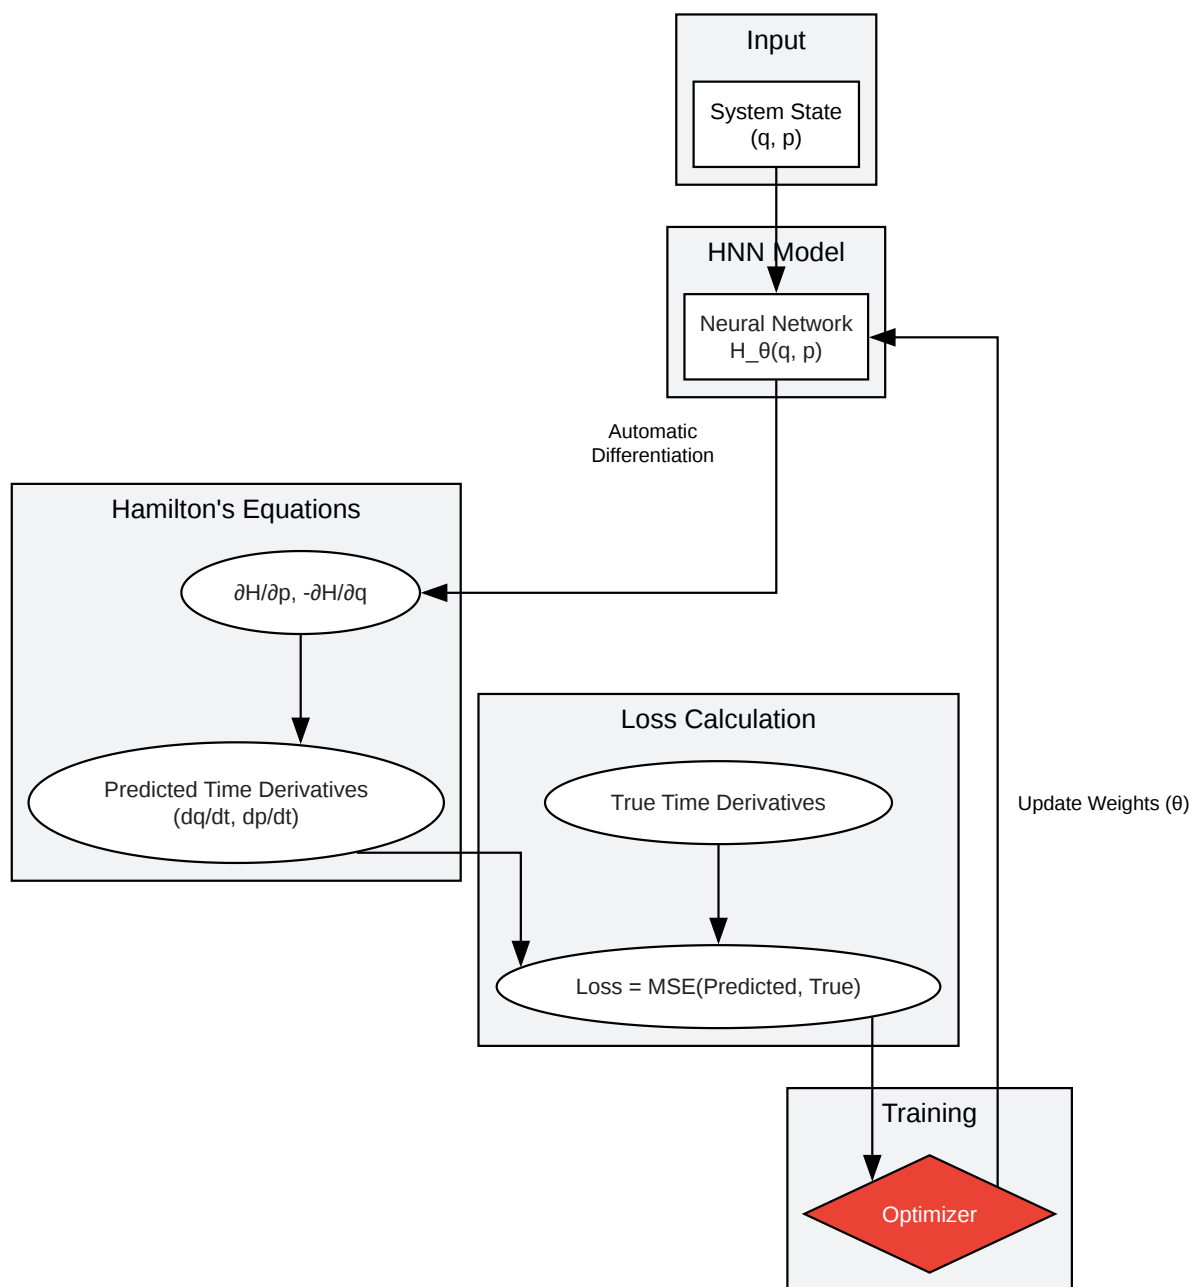 Input
System State
(q, p)
HNN Model
Neural Network
H_θ(q, p)
Automatic
Differentiation
Hamilton's Equations
∂H/∂p, -∂H/∂q
Predicted Time Derivatives
(dq/dt, dp/dt)
Loss Calculation
True Time Derivatives
Update Weights (θ)
Loss = MSE(Predicted, True)
Training
Optimizer